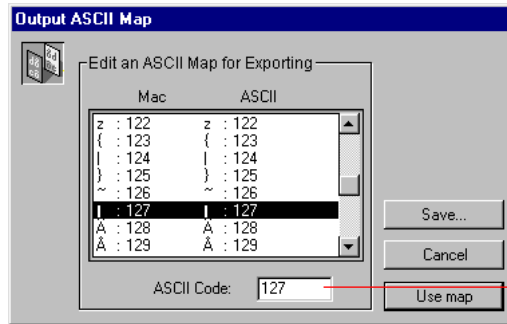 Output ASCII Map
Edit an ASCII Map for Exporting
Mac ASCII
z : 122 z : 122
{ : 123 { : 123
| : 124 | : 124
} : 125 } : 125
~ : 126 ~ : 126
: 127 : 127
Ä : 128 Ä : 128
Å : 129 Å : 129
Save...
Cancel
ASCII Code: 127
Use map